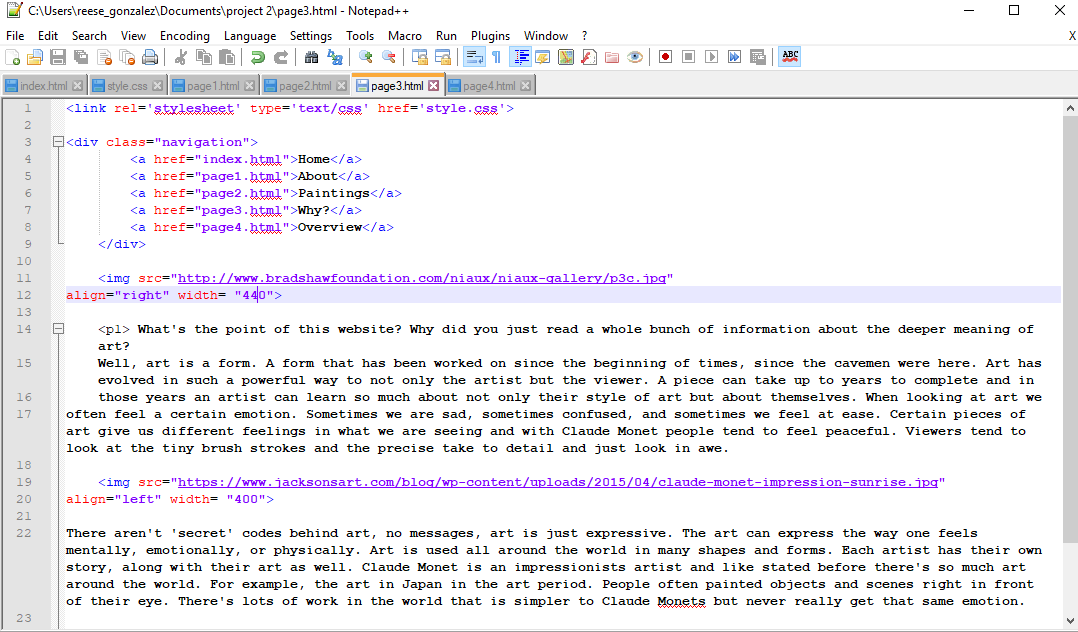 C:\Users\reese_gonzalez\Documents\project 2\page3.html - Notepad++
File Edit Search View Encoding Language Settings Tools Macro Run Plugins Window ? X
ABC
index.html style.css page1.html page2.html page3.html page4.html
1 <link rel='stylesheet' type='text/css' href='style.css'>
2
3 <div class="navigation">
4 <a href="index.html">Home</a>
5 <a href="page1.html">About</a>
6 <a href="page2.html">Paintings</a>
7 <a href="page3.html">Why?</a>
8 <a href="page4.html">Overview</a>
9 </div>
10
11 <img src="http://www.bradshawfoundation.com/niaux/niaux-gallery/p3c.jpg"
12 align="right" width= "440">
13
14 <p1> What's the point of this website? Why did you just read a whole bunch of information about the deeper meaning of
art?
15 Well, art is a form. A form that has been worked on since the beginning of times, since the cavemen were here. Art has
evolved in such a powerful way to not only the artist but the viewer. A piece can take up to years to complete and in
16 those years an artist can learn so much about not only their style of art but about themselves. When looking at art we
17 often feel a certain emotion. Sometimes we are sad, sometimes confused, and sometimes we feel at ease. Certain pieces of
art give us different feelings in what we are seeing and with Claude Monet people tend to feel peaceful. Viewers tend to
look at the tiny brush strokes and the precise take to detail and just look in awe.
18
19 <img src="https://www.jacksonsart.com/blog/wp-content/uploads/2015/04/claude-monet-impression-sunrise.jpg"
20 align="left" width= "400">
21
22 There aren't 'secret' codes behind art, no messages, art is just expressive. The art can express the way one feels
mentally, emotionally, or physically. Art is used all around the world in many shapes and forms. Each artist has their own
story, along with their art as well. Claude Monet is an impressionists artist and like stated before there's so much art
around the world. For example, the art in Japan in the art period. People often painted objects and scenes right in front
of their eye. There's lots of work in the world that is simpler to Claude Monets but never really get that same emotion.
23